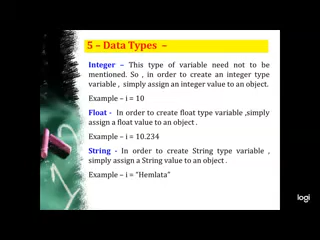 5 – Data Types –
Integer – This type of variable need not to be
mentioned. So , in order to create an integer type
variable , simply assign an integer value to an object.
Example – i = 10
Float - In order to create float type variable ,simply
assign a float value to an object .
Example – i = 10.234
String - In order to create String type variable ,
simply assign a String value to an object .
Example – i = "Hemlata"
logi